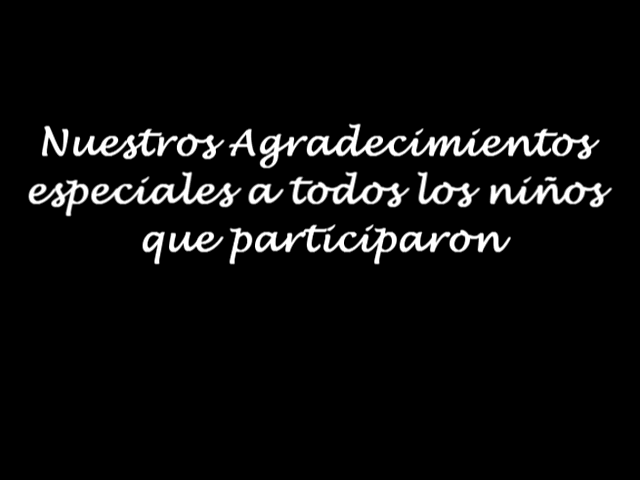 Nuestros Agradecimientos
especiales a todos los niños
que participaron